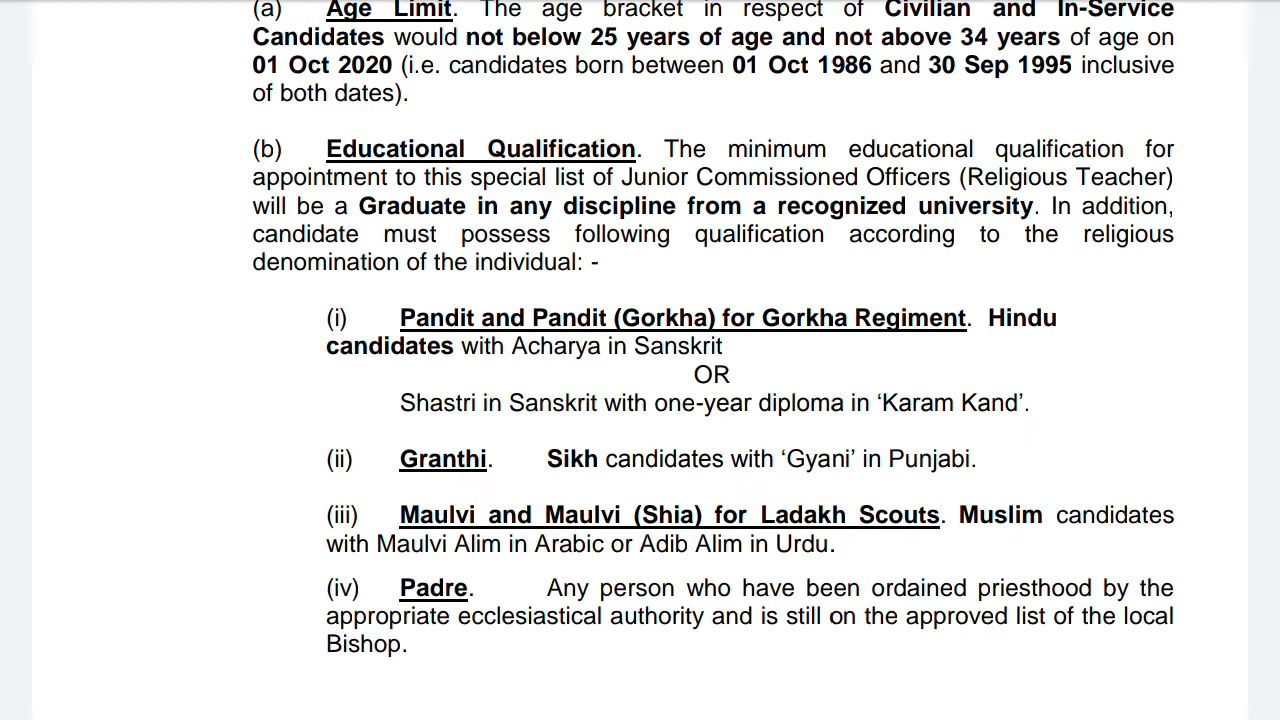 (a) Age Limit. The age bracket in respect of Civilian and In-Service
Candidates would not below 25 years of age and not above 34 years of age on
01 Oct 2020 (i.e. candidates born between 01 Oct 1986 and 30 Sep 1995 inclusive
of both dates).
(b) Educational Qualification. The minimum educational qualification for
appointment to this special list of Junior Commissioned Officers (Religious Teacher)
will be a Graduate in any discipline from a recognized university. In addition,
candidate must possess following qualification according to the religious
denomination of the individual: -
(i) Pandit and Pandit (Gorkha) for Gorkha Regiment. Hindu
candidates with Acharya in Sanskrit
OR
Shastri in Sanskrit with one-year diploma in ‘Karam Kand’.
(ii) Granthi. Sikh candidates with ‘Gyani’ in Punjabi.
(iii) Maulvi and Maulvi (Shia) for Ladakh Scouts. Muslim candidates
with Maulvi Alim in Arabic or Adib Alim in Urdu.
(iv) Padre. Any person who have been ordained priesthood by the
appropriate ecclesiastical authority and is still on the approved list of the local
Bishop.